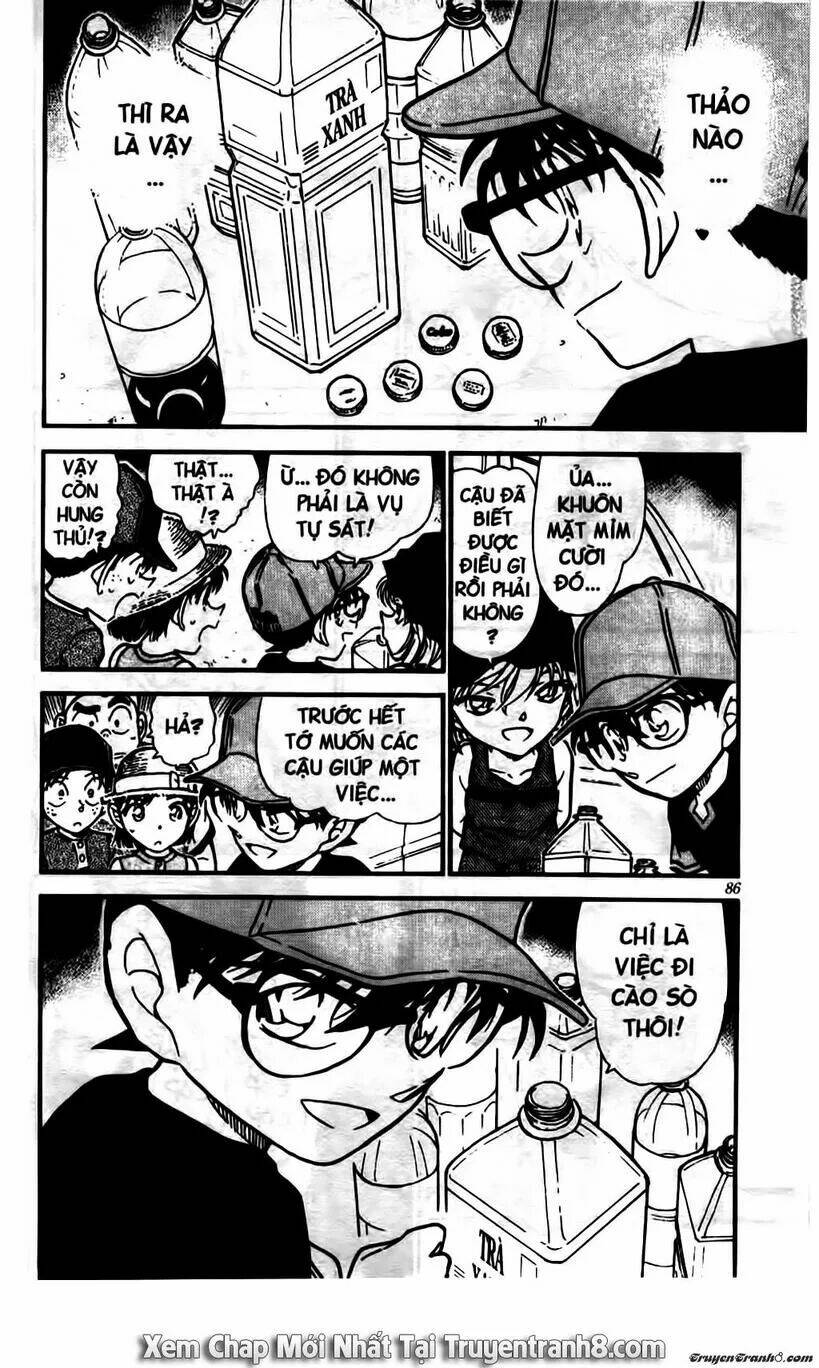 THẢO
NÀO
...
TRÀ
XANH
THÌ RA
LÀ VẬY
...
Coke
ỦA...
KHUÔN
MẶT MỈM
CƯỜI
ĐÓ...
CẬU ĐÃ
BIẾT
ĐƯỢC
ĐIỀU GÌ
RỒI PHẢI
KHÔNG
?
Ừ... ĐÓ KHÔNG
PHẢI LÀ VỤ
TỰ SÁT!
THẬT...
THẬT À
!?
VẬY
CÒN
HUNG
THỦ!?
TRƯỚC HẾT
TỚ MUỐN CÁC
CẬU GIÚP MỘT
VIỆC...
HẢ?
86
CHỈ LÀ
VIỆC ĐI
CÀO SÒ
THÔI!
TRÀ
Xem Chap Mới Nhất Tại Truyentranh8.com
TruyenTranh8.com